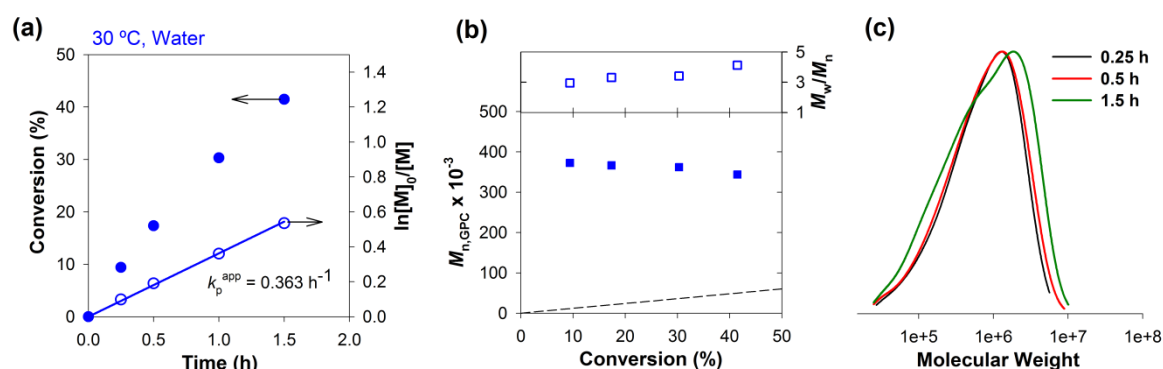 (a)
30 ºC, Water
Conversion (%)
50
40
30
20
10
0
ln[M]0/[M]
1.4
1.2
1.0
0.8
0.6
0.4
0.2
0.0
kpapp = 0.363 h-1
0.0 0.5 1.0 1.5 2.0
Time (h)
(b)
Mw/Mn
5
3
1
Mn,GPC x 10-3
500
400
300
200
100
0
0 10 20 30 40 50
Conversion (%)
(c)
0.25 h
0.5 h
1.5 h
1e+5 1e+6 1e+7 1e+8
Molecular Weight